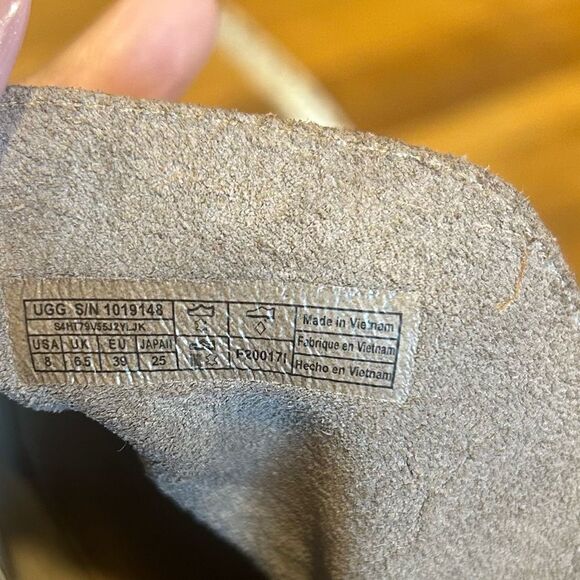 UGG S/N 1019148
S4HT79V55J2YLJK
USA UK EU JAPAN
8 6.5 39 25
F20017I
Made in Vietnam
Fabriqué en Vietnam
Hecho en Vietnam